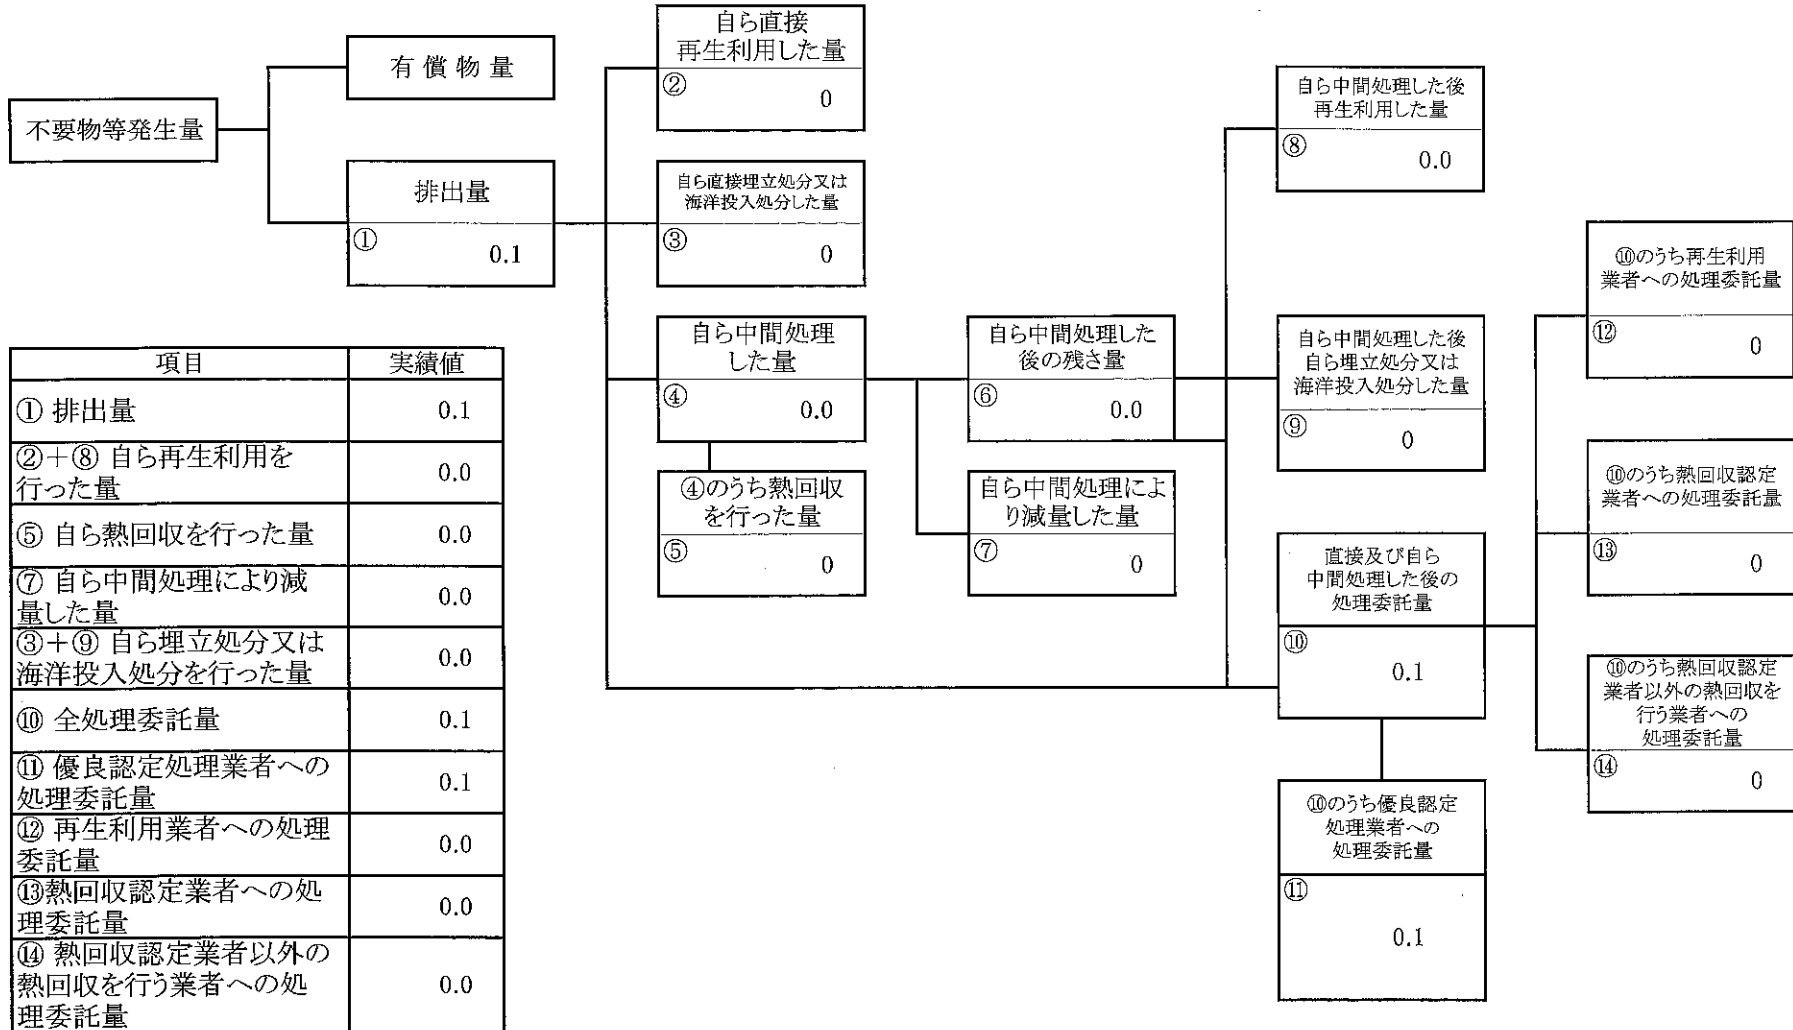 不要物等発生量
有償物量
排出量
①
0.1
自ら直接
再生利用した量
②
0
自ら直接埋立処分又は
海洋投入処分した量
③
0
自ら中間処理
した量
④
0.0
④のうち熱回収
を行った量
⑤
0
自ら中間処理した
後の残さ量
⑥
0.0
自ら中間処理によ
り減量した量
⑦
0
自ら中間処理した後
再生利用した量
⑧
0.0
自ら中間処理した後
自ら埋立処分又は
海洋投入処分した量
⑨
0
直接及び自ら
中間処理した後の
処理委託量
⑩
0.1
⑩のうち優良認定
処理業者への
処理委託量
⑪
0.1
⑩のうち再生利用
業者への処理委託量
⑫
0
⑩のうち熱回収認定
業者への処理委託量
⑬
0
⑩のうち熱回収認定
業者以外の熱回収を
行う業者への
処理委託量
⑭
0
項目 実績値
① 排出量 0.1
②+⑧ 自ら再生利用を
行った量 0.0
⑤ 自ら熱回収を行った量 0.0
⑦ 自ら中間処理により減
量した量 0.0
③+⑨ 自ら埋立処分又は
海洋投入処分を行った量 0.0
⑩ 全処理委託量 0.1
⑪ 優良認定処理業者への
処理委託量 0.1
⑫ 再生利用業者への処理
委託量 0.0
⑬熱回収認定業者への処
理委託量 0.0
⑭ 熱回収認定業者以外の
熱回収を行う業者への処
理委託量 0.0